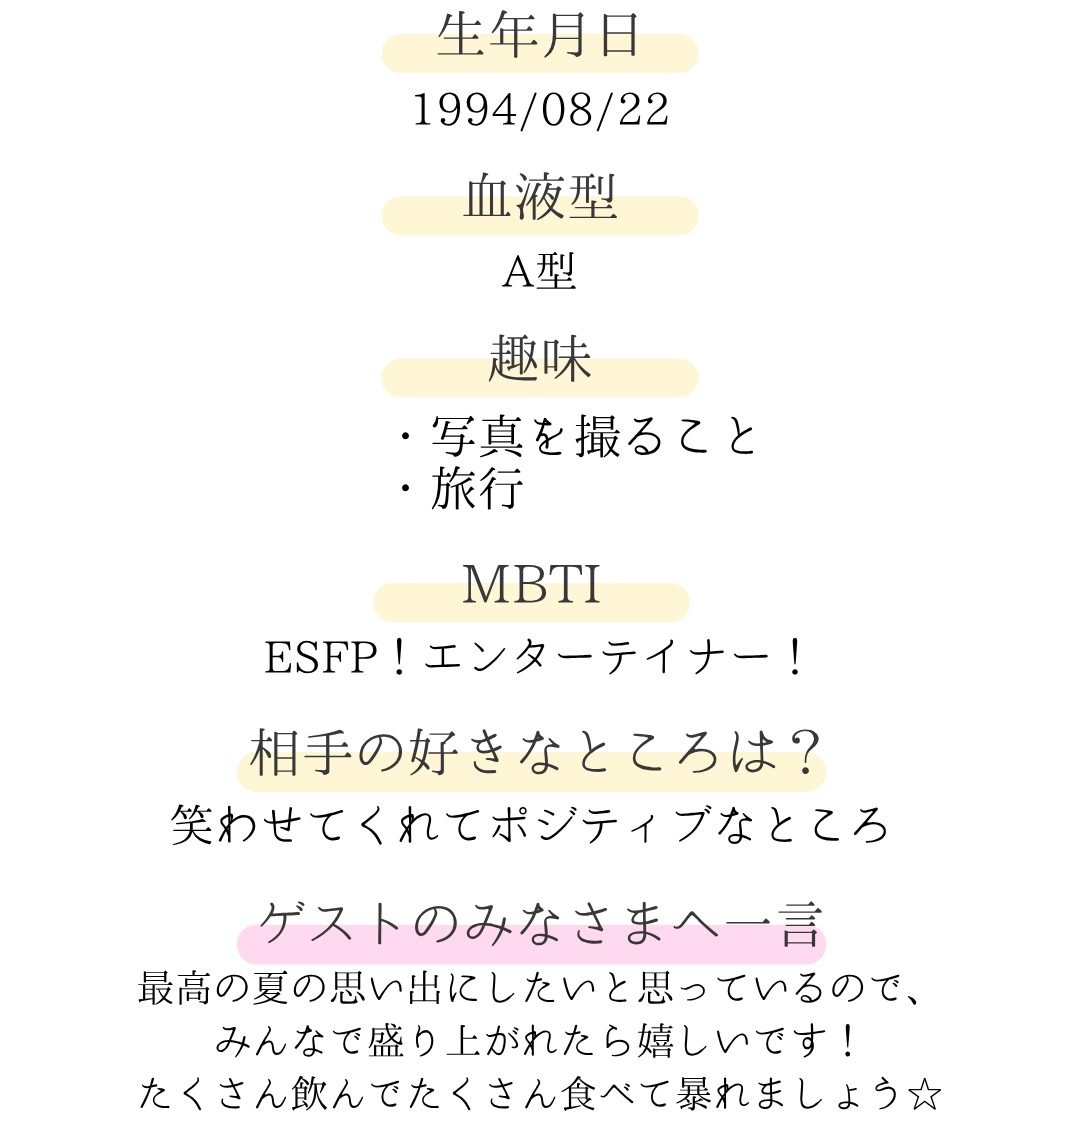 生年月日
1994/08/22
血液型
A型
趣味
・写真を撮ること
・旅行
MBTI
ESFP！エンターテイナー！
相手の好きなところは？
笑わせてくれてポジティブなところ
ゲストのみなさまへ一言
最高の夏の思い出にしたいと思っているので、
みんなで盛り上がれたら嬉しいです！
たくさん飲んでたくさん食べて暴れましょう☆